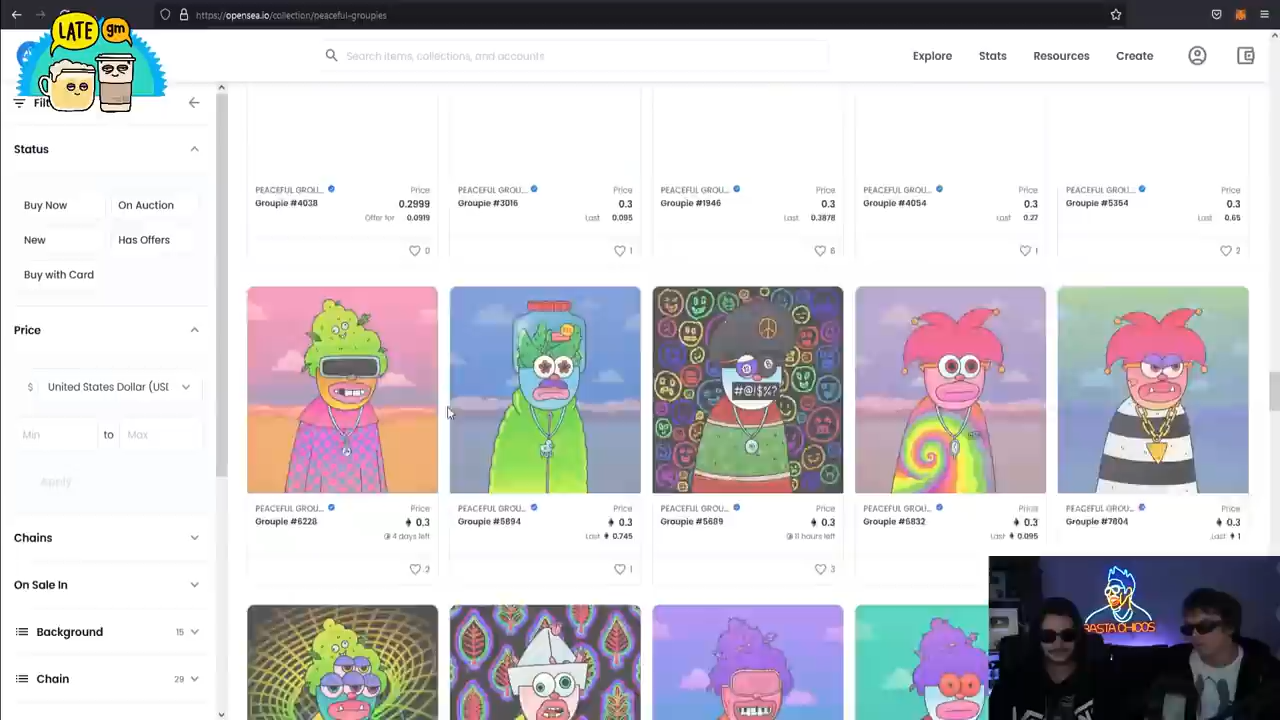 https://opensea.io/collection/peaceful-groupies
LATE gm
Search items, collections, and accounts
Explore
Stats
Resources
Create
Filt
Status
Buy Now
On Auction
New
Has Offers
Buy with Card
Price
$ United States Dollar (USD
Min to Max
Apply
Chains
On Sale In
Background 15
Chain 29
PEACEFUL GROU... Price
Groupie #4038 0.2999
Offer for 0.0919
0
PEACEFUL GROU... Price
Groupie #3016 0.3
Last 0.095
1
PEACEFUL GROU... Price
Groupie #1946 0.3
Last 0.3878
6
PEACEFUL GROU... Price
Groupie #4054 0.3
Last 0.27
1
PEACEFUL GROU... Price
Groupie #5354 0.3
Last 0.65
2
#@!$%?
PEACEFUL GROU... Price
Groupie #6228 0.3
4 days left
2
PEACEFUL GROU... Price
Groupie #5894 0.3
Last 0.745
1
PEACEFUL GROU... Price
Groupie #5689 0.3
11 hours left
3
PEACEFUL GROU... Price
Groupie #6832 0.3
Last 0.095
PEACEFUL GROU... Price
Groupie #7804 0.3
Last 1
RASTA CHICOS